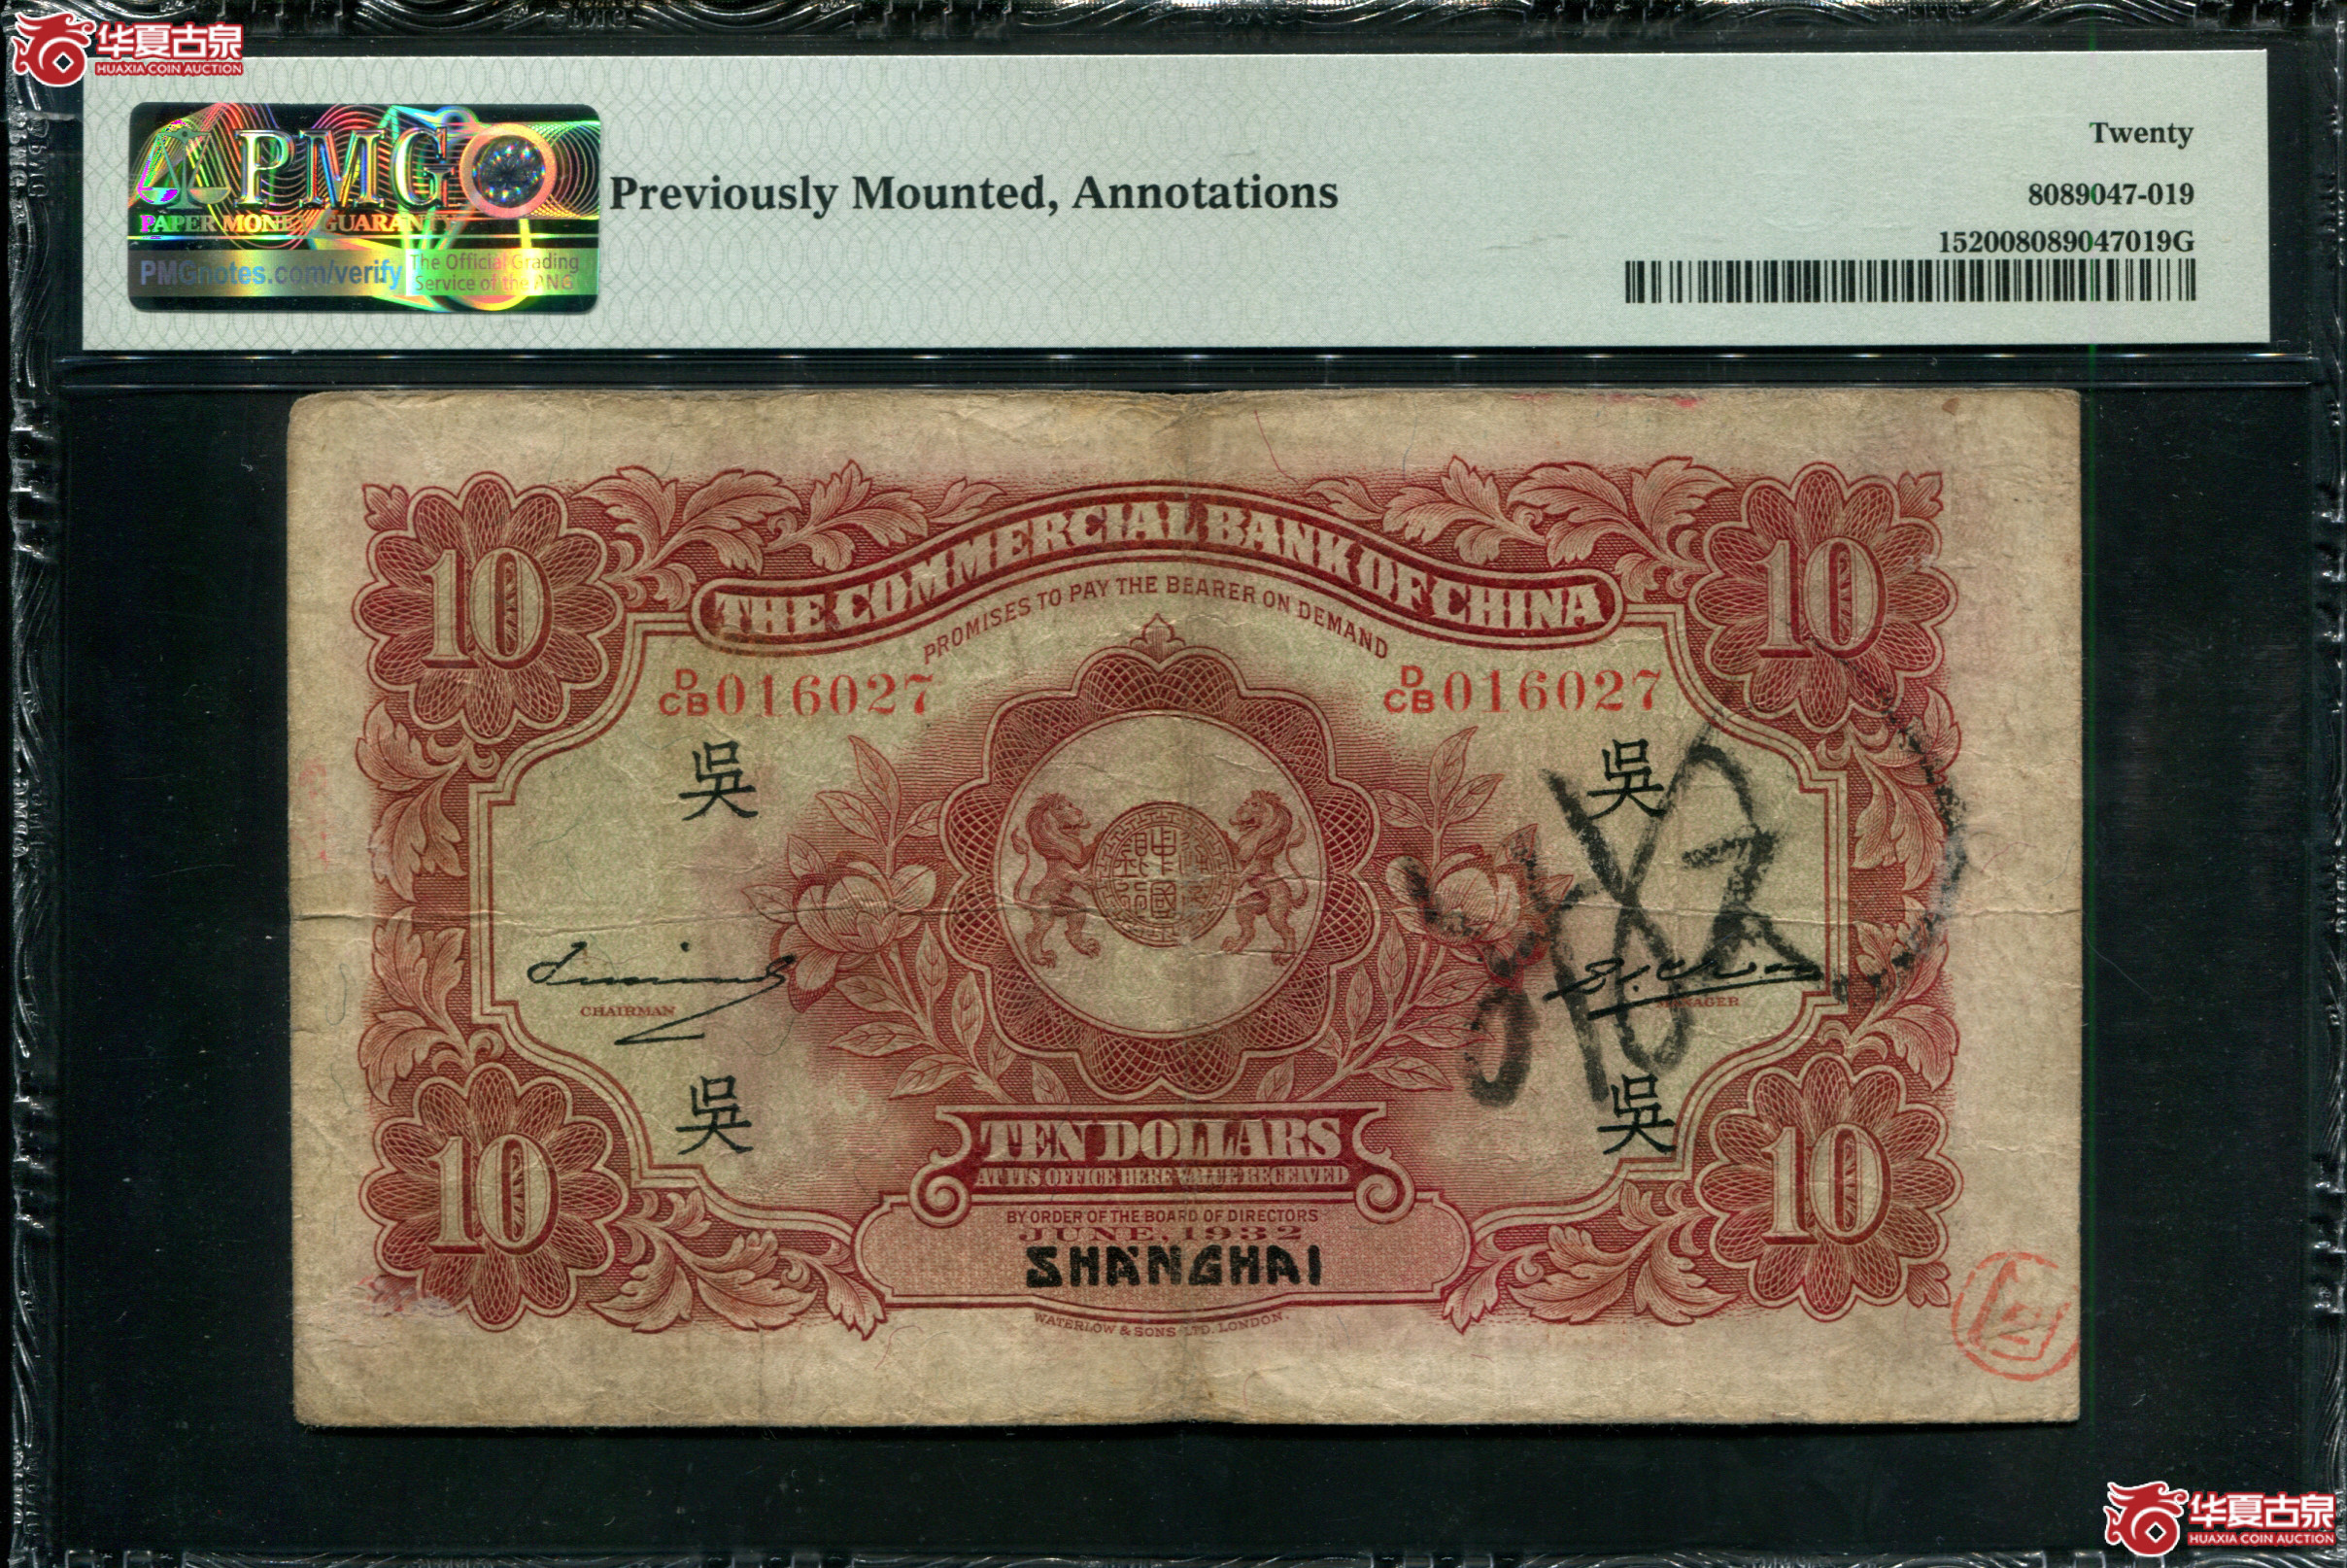 华夏古泉
HUAXIA COIN AUCTION
PMG
PAPER MONEY GUARANTY
PMGnotes.com/verify
The Official Grading
Service of the ANG
Previously Mounted, Annotations
Twenty
8089047-019
152008089047019G
10
10
THE COMMERCIAL BANK OF CHINA
PROMISES TO PAY THE BEARER ON DEMAND
D/CB 016027
D/CB 016027
吳
吳
CHAIRMAN
MANAGER
吳
吳
TEN DOLLARS
AT ITS OFFICE HERE VALUE RECEIVED
10
10
BY ORDER OF THE BOARD OF DIRECTORS
JUNE, 1932
SHANGHAI
WATERLOW & SONS LTD. LONDON.
华夏古泉
HUAXIA COIN AUCTION